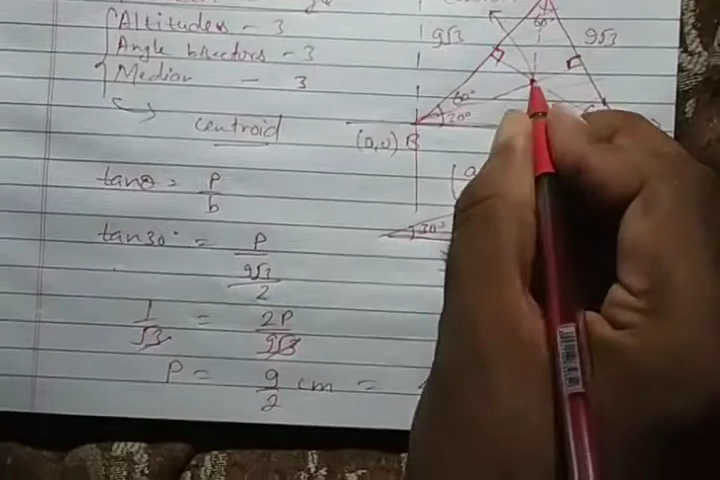 Altitudes - 3
Angle bisectors - 3
Median - 3
centroid
tanθ = P/b
tan30° = P/(9√3/2)
1/√3 = 2P/9√3
P = 9/2 cm =
60°
9√3
9√3
60°
30°
(0,0) B
30°